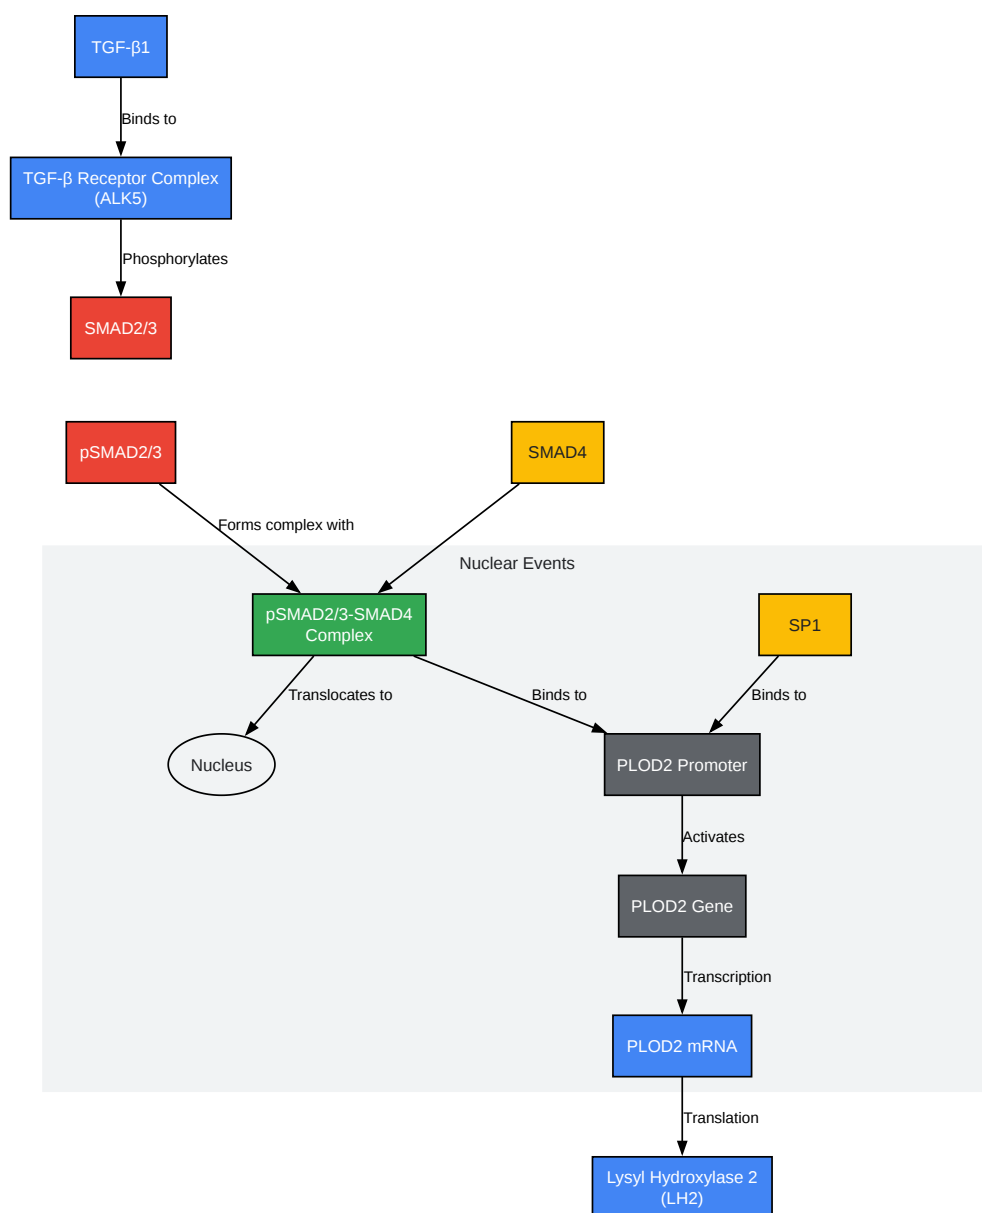 TGF-β1
Binds to
TGF-β Receptor Complex
(ALK5)
Phosphorylates
SMAD2/3
pSMAD2/3
SMAD4
Forms complex with
Nuclear Events
pSMAD2/3-SMAD4
Complex
SP1
Translocates to
Binds to
Binds to
Nucleus
PLOD2 Promoter
Activates
PLOD2 Gene
Transcription
PLOD2 mRNA
Translation
Lysyl Hydroxylase 2
(LH2)